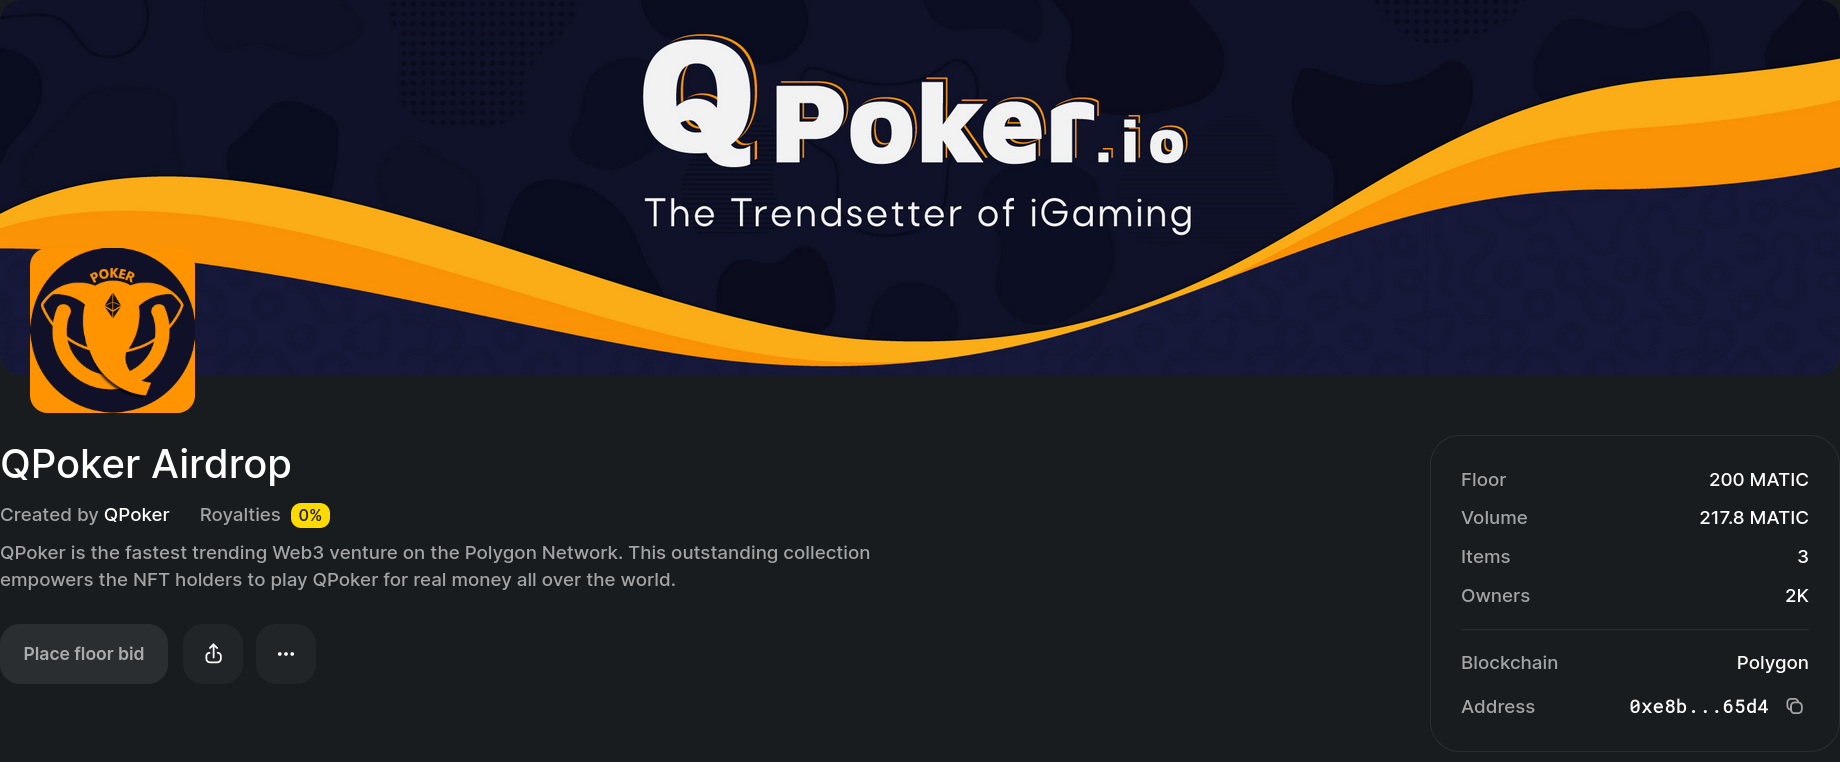 QPoker.io
The Trendsetter of iGaming
POKER
QPoker Airdrop
Created by QPoker Royalties 0%
QPoker is the fastest trending Web3 venture on the Polygon Network. This outstanding collection
empowers the NFT holders to play QPoker for real money all over the world.
Place floor bid
Floor 200 MATIC
Volume 217.8 MATIC
Items 3
Owners 2K
Blockchain Polygon
Address 0xe8b...65d4